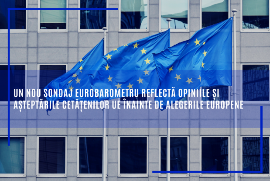 UN NOU SONDAJ EUROBAROMETRU REFLECTĂ OPINIILE ȘI
AȘTEPTĂRILE CETĂȚENILOR UE ÎNAINTE DE ALEGERILE EUROPENE